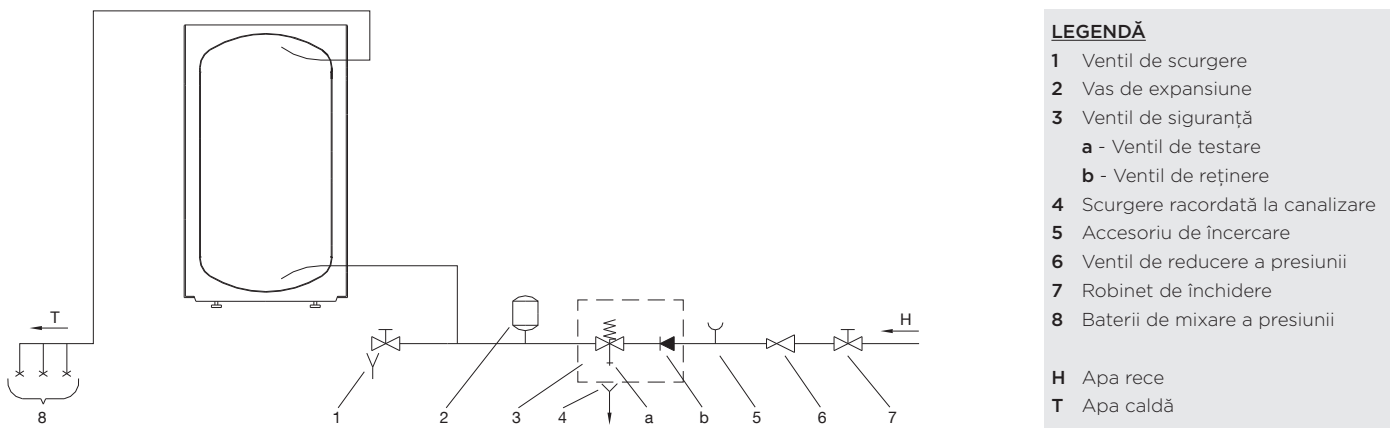 T
H
8
1
2
3
4
a
b
5
6
7
LEGENDĂ
1 Ventil de scurgere
2 Vas de expansiune
3 Ventil de siguranță
a - Ventil de testare
b - Ventil de reținere
4 Scurgere racordată la canalizare
5 Accesoriu de încercare
6 Ventil de reducere a presiunii
7 Robinet de închidere
8 Baterii de mixare a presiunii
H Apa rece
T Apa caldă